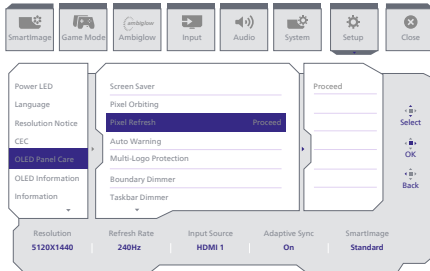 SmartImage
Game Mode
ambiglow
Ambiglow
Input
Audio
System
Setup
Close
Power LED
Language
Resolution Notice
CEC
OLED Panel Care
OLED Information
Information
Screen Saver
Pixel Orbiting
Pixel Refresh Proceed
Auto Warning
Multi-Logo Protection
Boundary Dimmer
Taskbar Dimmer
Proceed
Select
OK
Back
Resolution Refresh Rate Input Source Adaptive Sync SmartImage
5120X1440 240Hz HDMI 1 On Standard